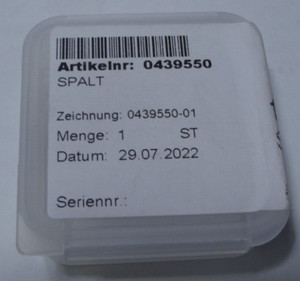 Artikelnr: 0439550
SPALT
Zeichnung: 0439550-01
Menge: 1 ST
Datum: 29.07.2022
Seriennr.: